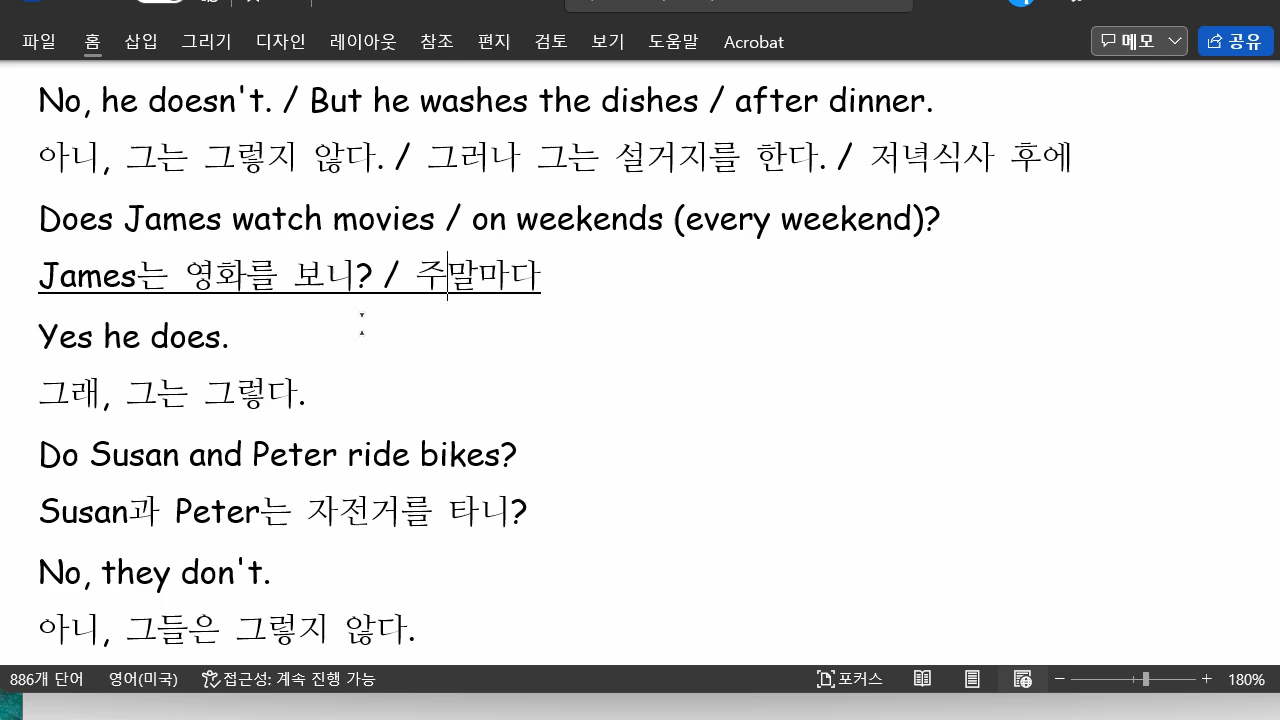 파일 홈 삽입 그리기 디자인 레이아웃 참조 편지 검토 보기 도움말 Acrobat 메모 공유
No, he doesn't. / But he washes the dishes / after dinner.
아니, 그는 그렇지 않다. / 그러나 그는 설거지를 한다. / 저녁식사 후에
Does James watch movies / on weekends (every weekend)?
James는 영화를 보니? / 주말마다
Yes he does.
그래, 그는 그렇다.
Do Susan and Peter ride bikes?
Susan과 Peter는 자전거를 타니?
No, they don't.
아니, 그들은 그렇지 않다.
886개 단어 영어(미국) 접근성: 계속 진행 가능 포커스 180%